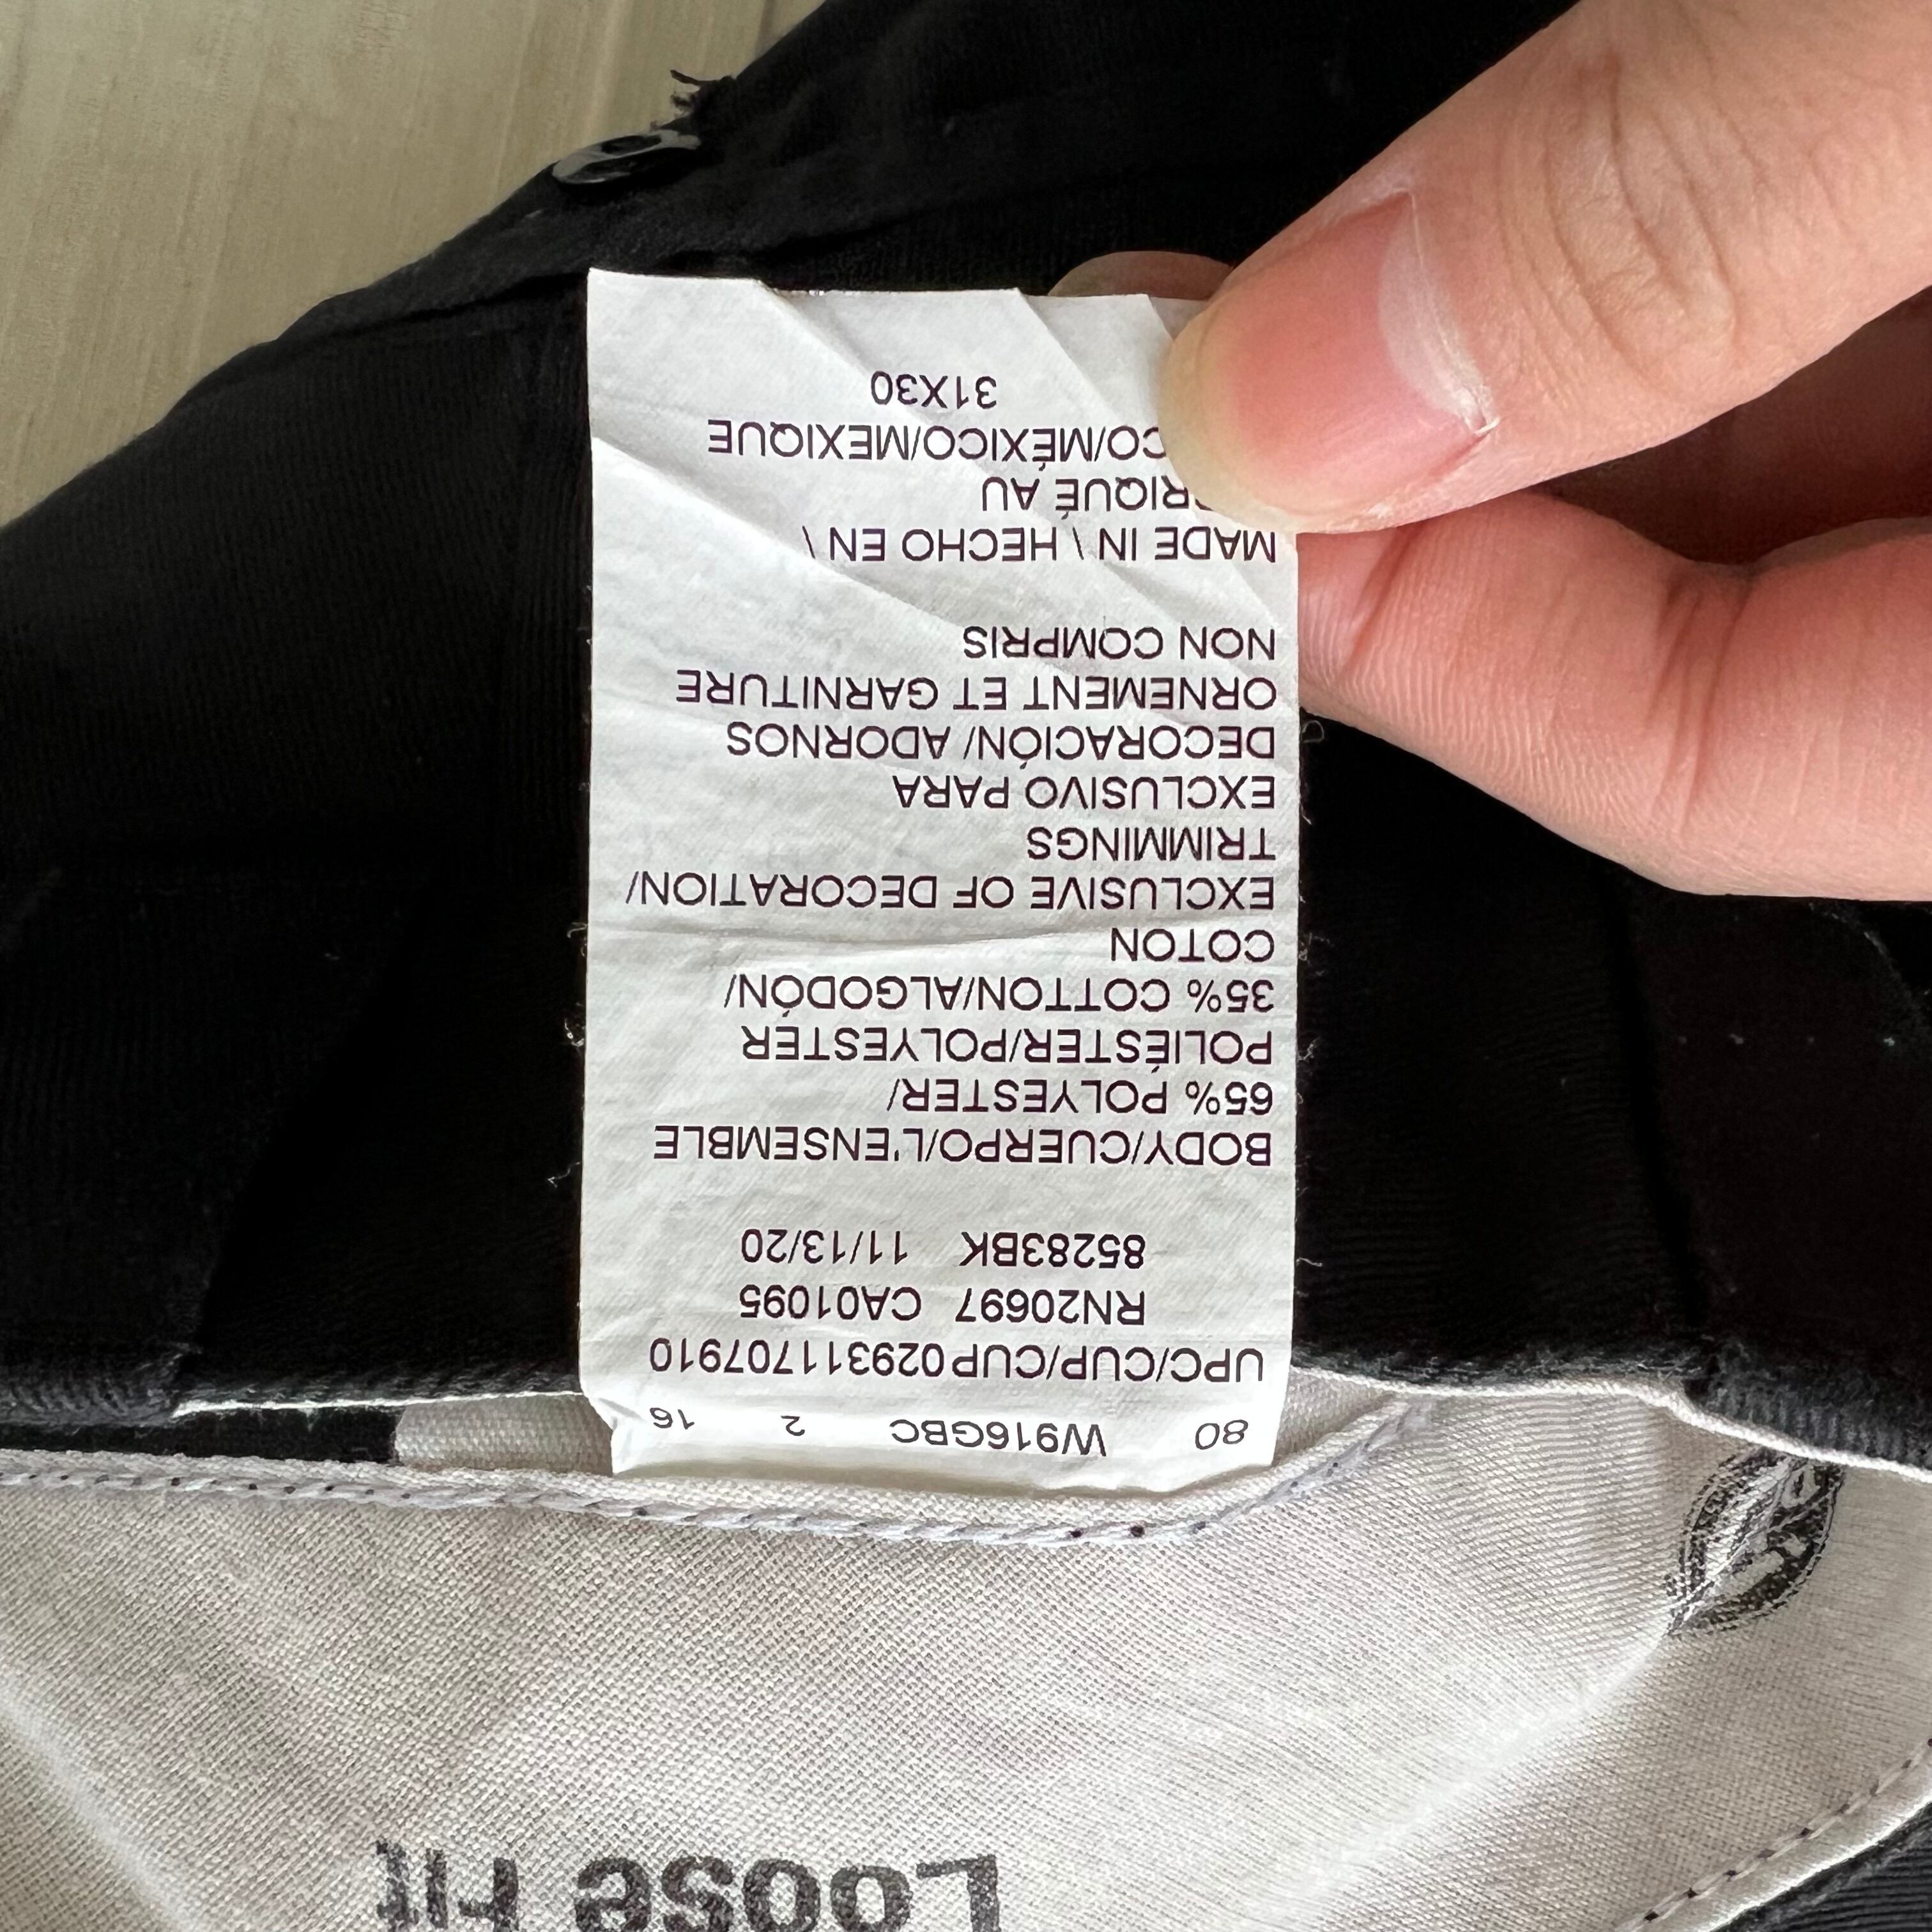 Loose Fit
80 W916GBC 2 16
UPC/CUP/CUP029311707910
RN20697 CA01095
85283BK 11/13/20
BODY/CUERPO/L'ENSEMBLE
65% POLYESTER/
POLIÉSTER/POLYESTER
35% COTTON/ALGODÓN/
COTON
EXCLUSIVE OF DECORATION/
TRIMMINGS
EXCLUSIVO PARA
DECORACIÓN/ ADORNOS
ORNEMENT ET GARNITURE
NON COMPRIS
MADE IN \ HECHO EN \
RIQUÉ AU
CO/MÉXICO/MEXIQUE
31X30